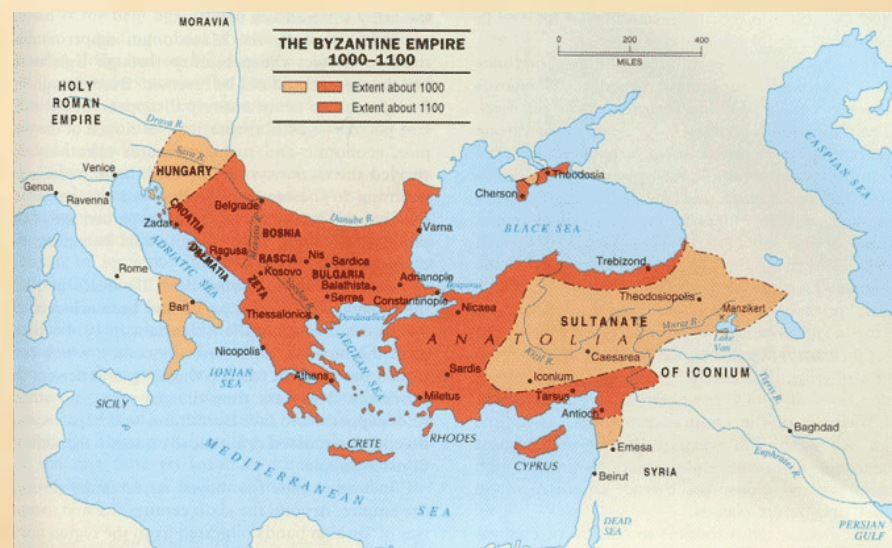 MORAVIA
THE BYZANTINE EMPIRE
1000–1100
Extent about 1000
Extent about 1100
0 200 400
MILES
HOLY
ROMAN
EMPIRE
Drava R.
Sava R.
HUNGARY
Venice
Genoa
Ravenna
CROATIA
Zadar
Belgrade
Morava R.
BOSNIA
Danube R.
Varna
Cherson
Theodosia
BLACK SEA
CASPIAN SEA
ADRIATIC SEA
DALMATIA
Ragusa
RASCIA
Nis
Sardica
Kosovo
BULGARIA
ZETA
Balathista
Adrianople
Serres
Constantinople
Bosporus
Rome
Bari
Thessalonica
Dardanelles
Nicaea
Trebizond
Theodosiopolis
Manzikert
SULTANATE
ANATOLIA
Kizil R.
Caesarea
Lake
Van
Nicopolis
IONIAN
SEA
AEGEAN SEA
Athens
Sardis
Miletus
Iconium
Tarsus
OF ICONIUM
Tigris R.
Antioch
SICILY
CRETE
RHODES
CYPRUS
Emesa
Beirut
SYRIA
Baghdad
Euphrates R.
MEDITERRANEAN
SEA
DEAD
SEA
PERSIAN
GULF